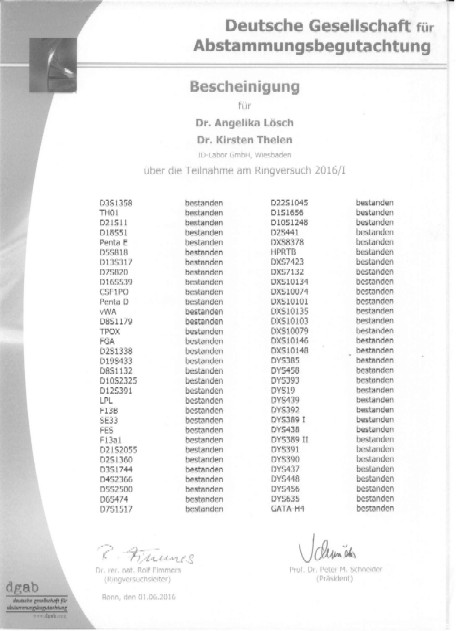 Deutsche Gesellschaft für
Abstammungsbegutachtung
Bescheinigung
für
Dr. Angelika Lösch
Dr. Kirsten Thelen
ID-Labor GmbH, Wiesbaden
über die Teilnahme am Ringversuch 2016/I
D3S1358 bestanden D22S1045 bestanden
TH01 bestanden D1S1656 bestanden
D21S11 bestanden D10S1248 bestanden
D18S51 bestanden D2S441 bestanden
Penta E bestanden DXS8378 bestanden
D5S818 bestanden HPRTB bestanden
D13S317 bestanden DXS7423 bestanden
D7S820 bestanden DXS7132 bestanden
D16S539 bestanden DXS10134 bestanden
CSF1PO bestanden DXS10074 bestanden
Penta D bestanden DXS10101 bestanden
vWA bestanden DXS10135 bestanden
D8S1179 bestanden DXS10103 bestanden
TPOX bestanden DXS10079 bestanden
FGA bestanden DXS10146 bestanden
D2S1338 bestanden DXS10148 bestanden
D19S433 bestanden DYS385 bestanden
D8S1132 bestanden DYS458 bestanden
D10S2325 bestanden DYS393 bestanden
D12S391 bestanden DYS19 bestanden
LPL bestanden DYS439 bestanden
F13B bestanden DYS392 bestanden
SE33 bestanden DYS389 I bestanden
FES bestanden DYS438 bestanden
F13a1 bestanden DYS389 II bestanden
D21S2055 bestanden DYS391 bestanden
D2S1360 bestanden DYS390 bestanden
D3S1744 bestanden DYS437 bestanden
D4S2366 bestanden DYS448 bestanden
D5S2500 bestanden DYS456 bestanden
D6S474 bestanden DYS635 bestanden
D7S1517 bestanden GATA-H4 bestanden
Dr. rer. nat. Rolf Fimmers Prof. Dr. Peter M. Schneider
(Ringversuchsleiter) (Präsident)
Bonn, den 01.06.2016
dgab
deutsche gesellschaft für
abstammungsbegutachtung